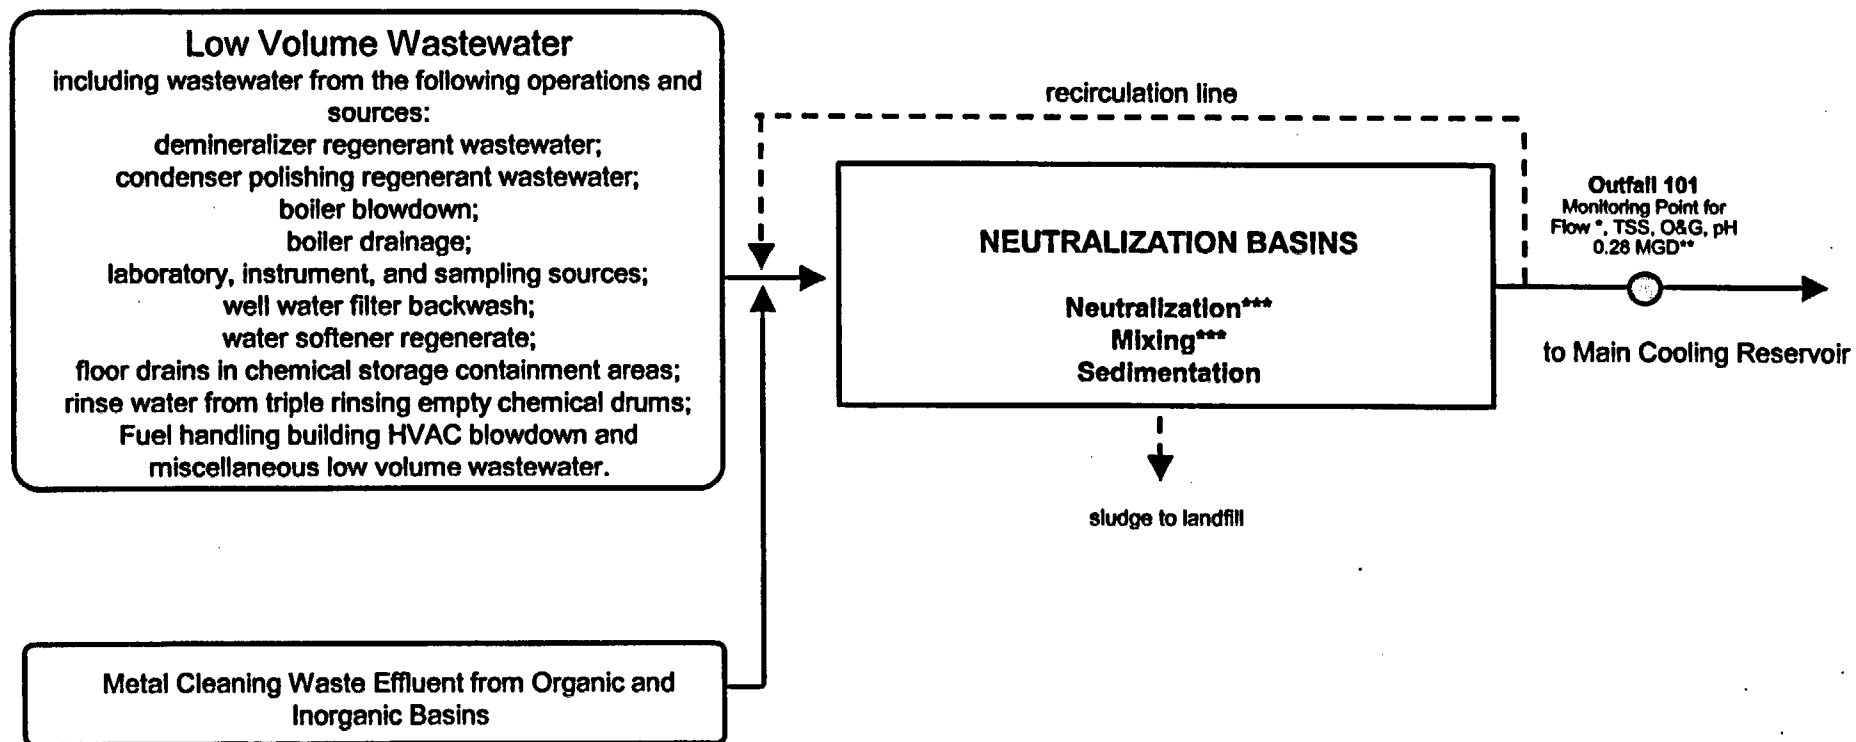 Low Volume Wastewater
including wastewater from the following operations and
sources:
demineralizer regenerant wastewater;
condenser polishing regenerant wastewater;
boiler blowdown;
boiler drainage;
laboratory, instrument, and sampling sources;
well water filter backwash;
water softener regenerate;
floor drains in chemical storage containment areas;
rinse water from triple rinsing empty chemical drums;
Fuel handling building HVAC blowdown and
miscellaneous low volume wastewater.
recirculation line
NEUTRALIZATION BASINS
Neutralization***
Mixing***
Sedimentation
Outfall 101
Monitoring Point for
Flow *, TSS, O&G, pH
0.28 MGD**
to Main Cooling Reservoir
sludge to landfill
Metal Cleaning Waste Effluent from Organic and
Inorganic Basins